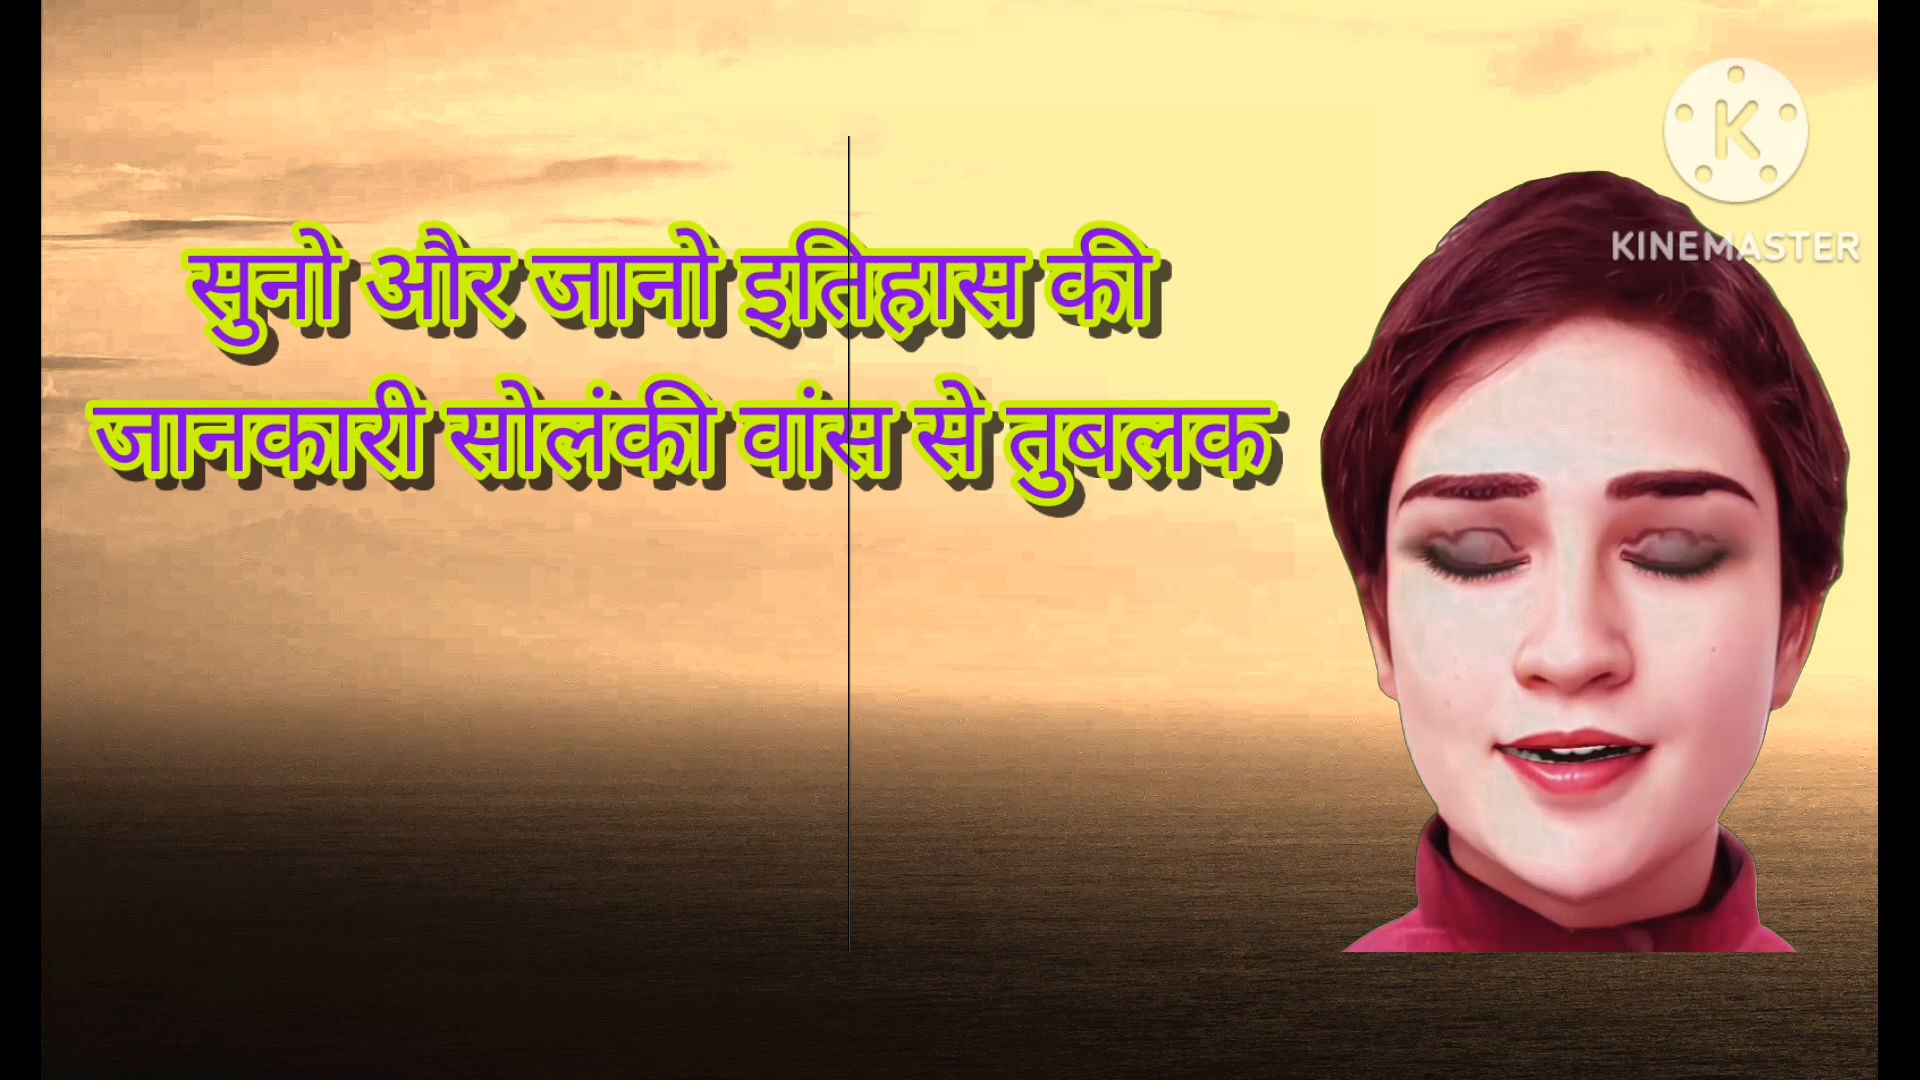 K
KINEMASTER
सुनो और जानो इतिहास की
जानकारी सोलंकी वांस से तुबलक